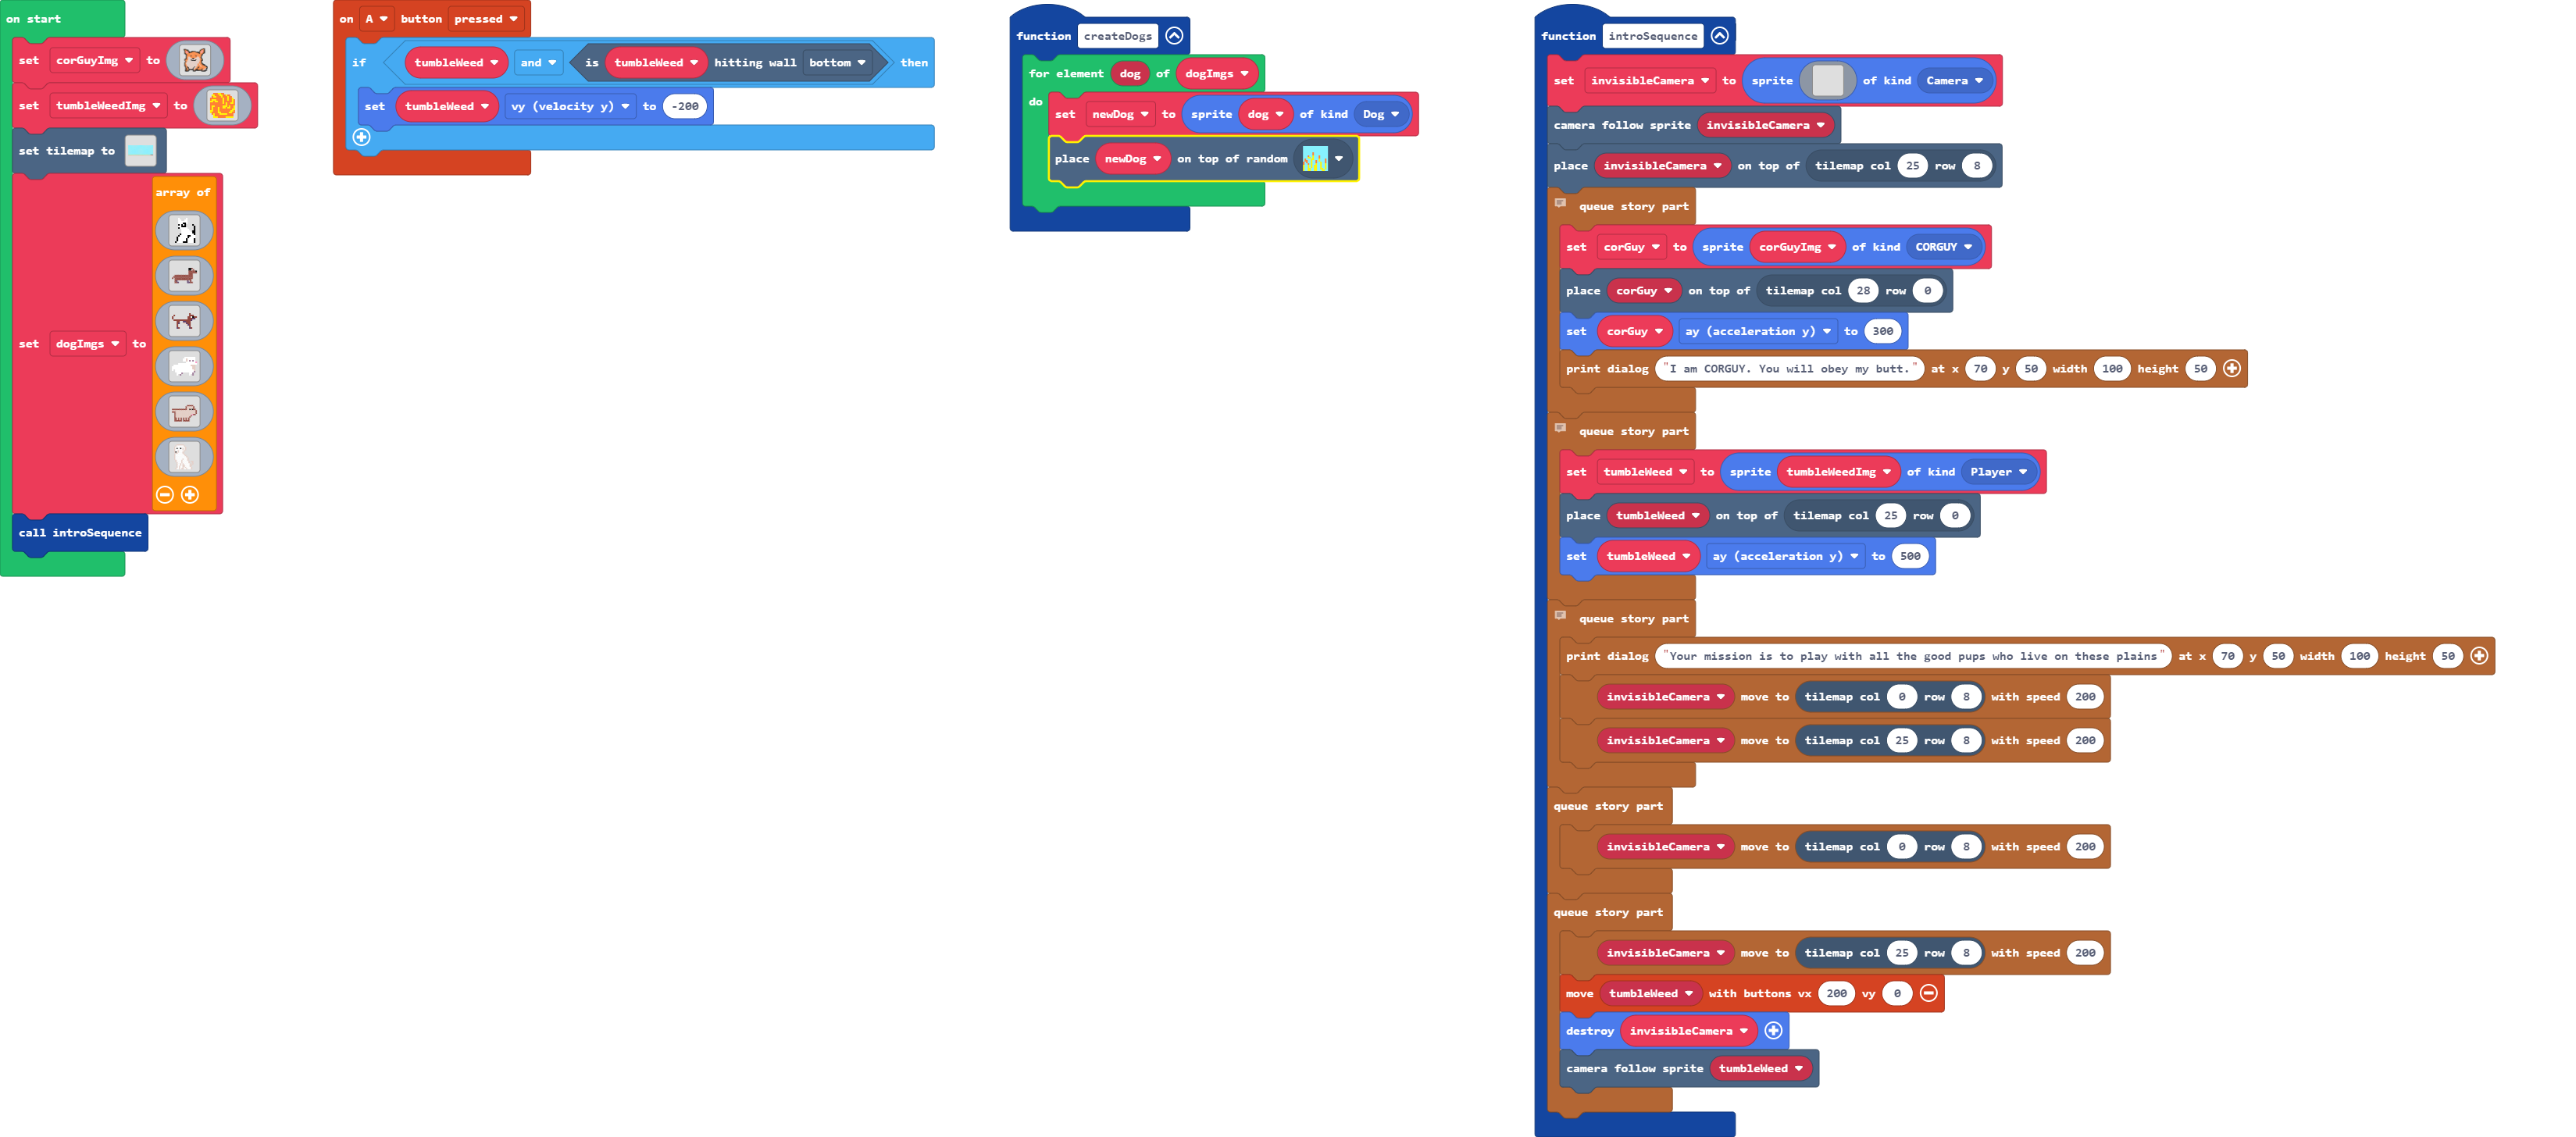 on start
set corGuyImg to
set tumbleWeedImg to
set tilemap to
set dogImgs to array of
call introSequence
on A button pressed
if tumbleWeed and is tumbleWeed hitting wall bottom then
set tumbleWeed vy (velocity y) to -200
function createDogs
for element dog of dogImgs
do
set newDog to sprite dog of kind Dog
place newDog on top of random
function introSequence
set invisibleCamera to sprite of kind Camera
camera follow sprite invisibleCamera
place invisibleCamera on top of tilemap col 25 row 8
queue story part
set corGuy to sprite corGuyImg of kind CORGUY
place corGuy on top of tilemap col 28 row 0
set corGuy ay (acceleration y) to 300
print dialog "I am CORGUY. You will obey my butt." at x 70 y 50 width 100 height 50
queue story part
set tumbleWeed to sprite tumbleWeedImg of kind Player
place tumbleWeed on top of tilemap col 25 row 0
set tumbleWeed ay (acceleration y) to 500
queue story part
print dialog "Your mission is to play with all the good pups who live on these plains" at x 70 y 50 width 100 height 50
invisibleCamera move to tilemap col 0 row 8 with speed 200
invisibleCamera move to tilemap col 25 row 8 with speed 200
queue story part
invisibleCamera move to tilemap col 0 row 8 with speed 200
queue story part
invisibleCamera move to tilemap col 25 row 8 with speed 200
move tumbleWeed with buttons vx 200 vy 0
destroy invisibleCamera
camera follow sprite tumbleWeed